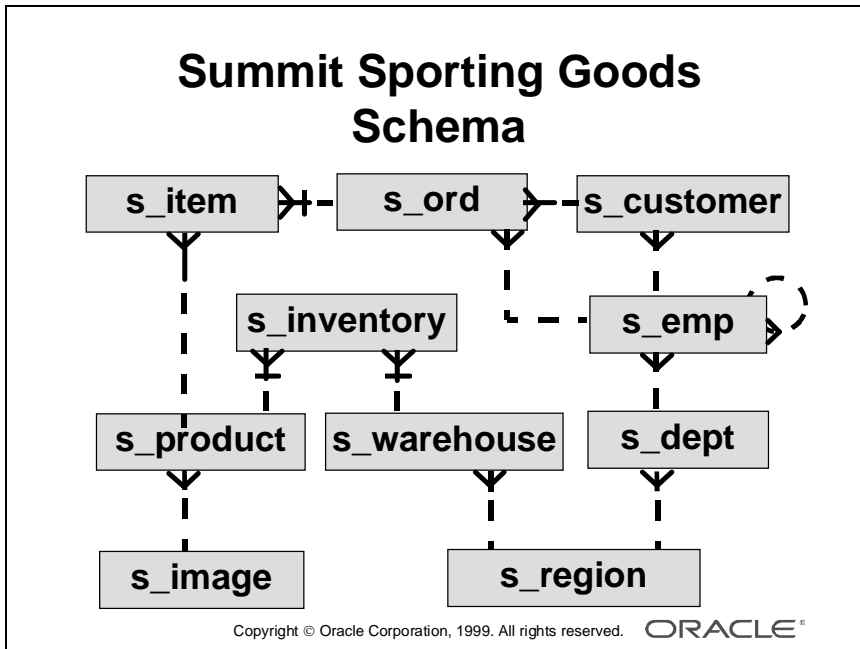 Summit Sporting Goods
Schema
s_item
s_ord
s_customer
s_inventory
s_emp
s_product
s_warehouse
s_dept
s_image
s_region
Copyright © Oracle Corporation, 1999. All rights reserved.
ORACLE®